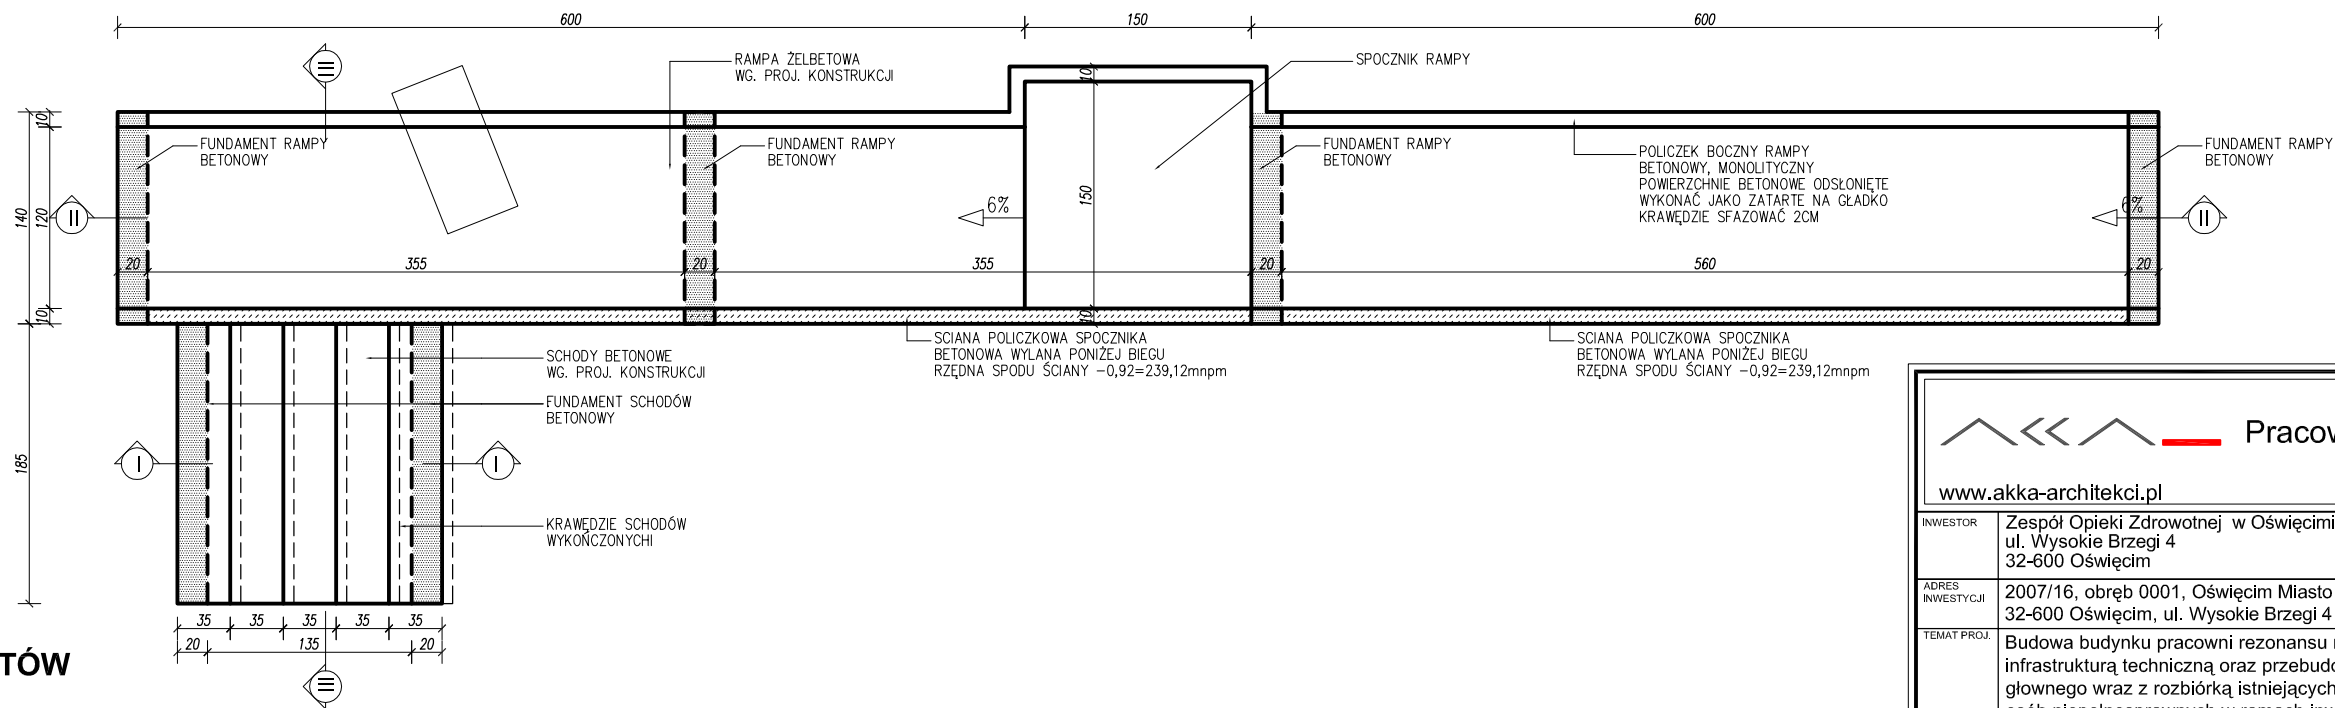 600
150
600
RAMPA ŻELBETOWA
WG. PROJ. KONSTRUKCJI
SPOCZNIK RAMPY
III
10
10
FUNDAMENT RAMPY
BETONOWY
FUNDAMENT RAMPY
BETONOWY
FUNDAMENT RAMPY
BETONOWY
POLICZEK BOCZNY RAMPY
BETONOWY, MONOLITYCZNY
POWIERZCHNIE BETONOWE ODSŁONIĘTE
WYKONAĆ JAKO ZATARTE NA GŁADKO
KRAWĘDZIE SFAZOWAĆ 2CM
FUNDAMENT RAMPY
BETONOWY
140
120
150
II
6%
6%
II
20
355
20
355
20
560
20
10
10
SCIANA POLICZKOWA SPOCZNIKA
BETONOWA WYLANA PONIŻEJ BIEGU
RZĘDNA SPODU ŚCIANY -0,92=239,12mnpm
SCIANA POLICZKOWA SPOCZNIKA
BETONOWA WYLANA PONIŻEJ BIEGU
RZĘDNA SPODU ŚCIANY -0,92=239,12mnpm
SCHODY BETONOWE
WG. PROJ. KONSTRUKCJI
FUNDAMENT SCHODÓW
BETONOWY
185
I
I
KRAWĘDZIE SCHODÓW
WYKOŃCZONYCHI
35
35
35
35
35
20
135
20
III
TÓW
AKKA_
Pracow
www.akka-architekci.pl
INWESTOR
Zespół Opieki Zdrowotnej w Oświęcimi
ul. Wysokie Brzegi 4
32-600 Oświęcim
ADRES
INWESTYCJI
2007/16, obręb 0001, Oświęcim Miasto
32-600 Oświęcim, ul. Wysokie Brzegi 4
TEMAT PROJ.
Budowa budynku pracowni rezonansu
infrastrukturą techniczną oraz przebudo
głownego wraz z rozbiórką istniejących